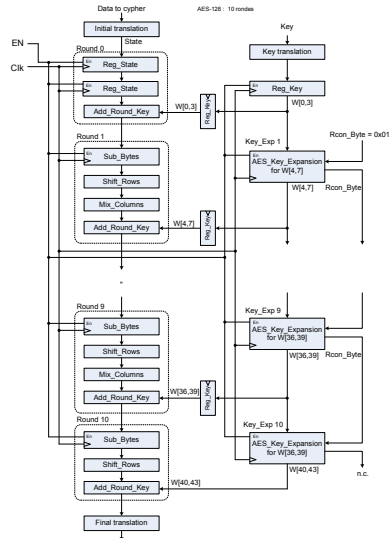 Data to cypher
AES-128 : 10 rondes
Initial translation
Key
EN
State
Key translation
Clk
Round 0
En
Reg_State
En
Reg_State
Reg_Key
W[0,3]
Add_Round_Key
W[0,3]
Reg_Key
Round 1
Key_Exp 1
Rcon_Byte = 0x01
En
Sub_Bytes
En
AES_Key_Expansion
for W[4,7]
Shift_Rows
W[4,7]
Rcon_Byte
Mix_Columns
Add_Round_Key
W[4,7]
Reg_Key
Round 9
Key_Exp 9
En
Sub_Bytes
En
AES_Key_Expansion
for W[36,39]
Shift_Rows
W[36,39]
Rcon_Byte
Mix_Columns
Add_Round_Key
W[36,39]
Reg_Key
Round 10
Key_Exp 10
En
Sub_Bytes
En
AES_Key_Expansion
for W[36,39]
Shift_Rows
W[40,43]
n.c.
Add_Round_Key
W[40,43]
Final translation